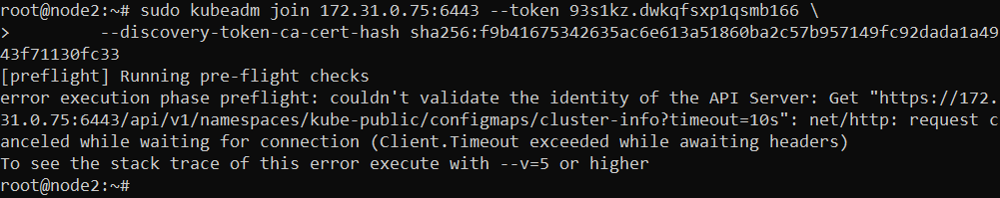 root@node2:~# sudo kubeadm join 172.31.0.75:6443 --token 93s1kz.dwkqfsxp1qsmb166 \
>        --discovery-token-ca-cert-hash sha256:f9b41675342635ac6e613a51860ba2c57b957149fc92dada1a49
43f71130fc33
[preflight] Running pre-flight checks
error execution phase preflight: couldn't validate the identity of the API Server: Get "https://172.
31.0.75:6443/api/v1/namespaces/kube-public/configmaps/cluster-info?timeout=10s": net/http: request c
anceled while waiting for connection (Client.Timeout exceeded while awaiting headers)
To see the stack trace of this error execute with --v=5 or higher
root@node2:~#